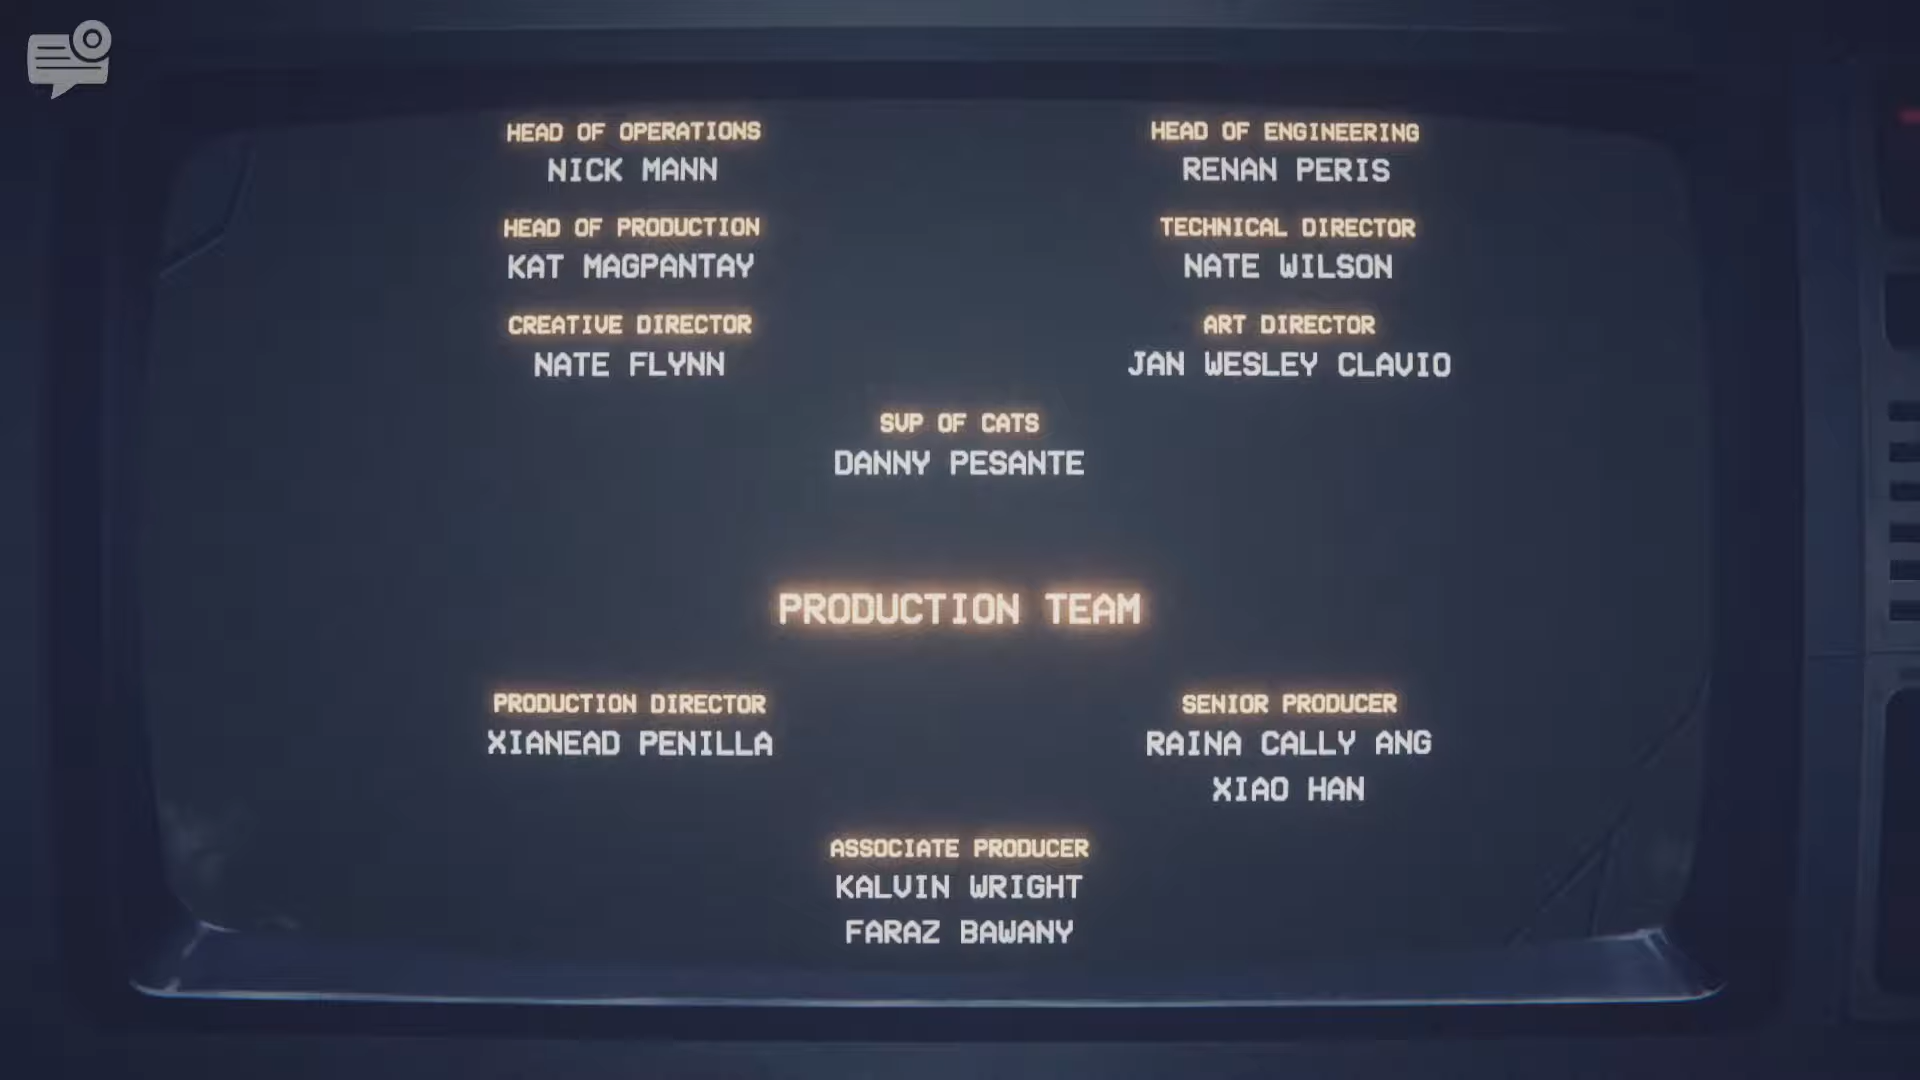 HEAD OF OPERATIONS
NICK MANN
HEAD OF ENGINEERING
RENAN PERIS
HEAD OF PRODUCTION
KAT MAGPANTAY
TECHNICAL DIRECTOR
NATE WILSON
CREATIVE DIRECTOR
NATE FLYNN
ART DIRECTOR
JAN WESLEY CLAVIO
SVP OF CATS
DANNY PESANTE
PRODUCTION TEAM
PRODUCTION DIRECTOR
XIANEAD PENILLA
SENIOR PRODUCER
RAINA CALLY ANG
XIAO HAN
ASSOCIATE PRODUCER
KALVIN WRIGHT
FARAZ BAWANY